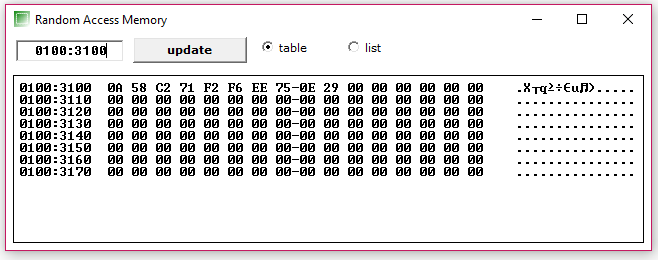 Random Access Memory
0100:3100 update table list
0100:3100 0A 58 C2 71 F2 F6 EE 75-0E 29 00 00 00 00 00 00 .X┬q≥÷εu♫)......
0100:3110 00 00 00 00 00 00 00 00-00 00 00 00 00 00 00 00 ................
0100:3120 00 00 00 00 00 00 00 00-00 00 00 00 00 00 00 00 ................
0100:3130 00 00 00 00 00 00 00 00-00 00 00 00 00 00 00 00 ................
0100:3140 00 00 00 00 00 00 00 00-00 00 00 00 00 00 00 00 ................
0100:3150 00 00 00 00 00 00 00 00-00 00 00 00 00 00 00 00 ................
0100:3160 00 00 00 00 00 00 00 00-00 00 00 00 00 00 00 00 ................
0100:3170 00 00 00 00 00 00 00 00-00 00 00 00 00 00 00 00 ................